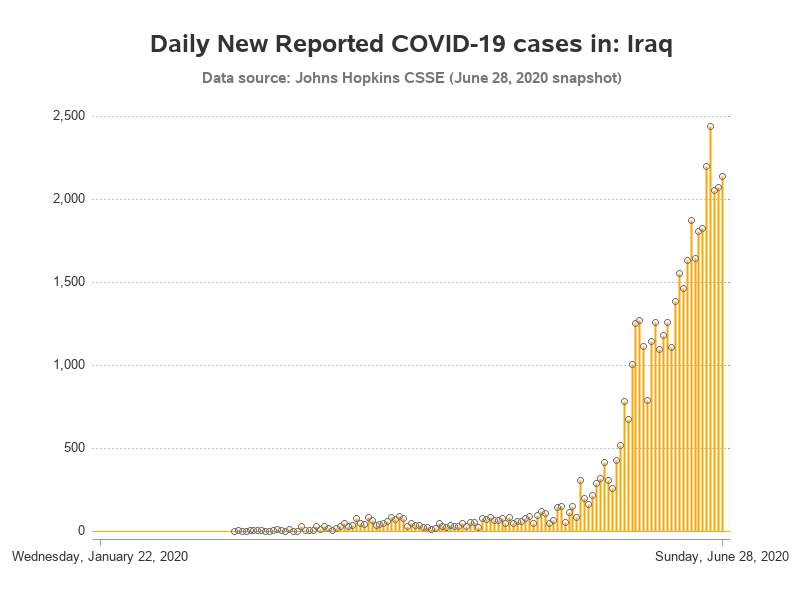 Daily New Reported COVID-19 cases in: Iraq
Data source: Johns Hopkins CSSE (June 28, 2020 snapshot)
2,500
2,000
1,500
1,000
500
0
Wednesday, January 22, 2020
Sunday, June 28, 2020